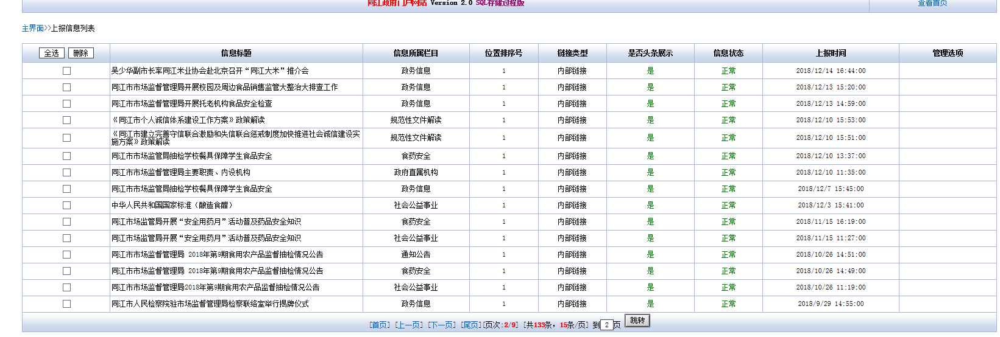 同江政府门户网站 Version 2.0 SQL存储过程版 查看首页
主界面>>上报信息列表
全选 删除 信息标题 信息所属栏目 位置排序号 链接类型 是否头条展示 信息状态 上报时间 管理选项
吴少华副市长率同江米业协会赴北京召开“同江大米”推介会 政务信息 1 内部链接 是 正常 2018/12/14 16:44:00
同江市市场监督管理局开展校园及周边食品销售监管大整治大排查工作 政务信息 1 内部链接 是 正常 2018/12/13 15:20:00
同江市市场监督管理局开展托老机构食品安全检查 政务信息 1 内部链接 是 正常 2018/12/13 14:59:00
《同江市个人诚信体系建设工作方案》政策解读 规范性文件解读 1 内部链接 是 正常 2018/12/10 15:53:00
《同江市建立完善守信联合激励和失信联合惩戒制度加快推进社会诚信建设实
施方案》政策解读 规范性文件解读 1 内部链接 是 正常 2018/12/10 15:51:00
同江市市场监管局抽检学校餐具保障学生食品安全 食药安全 1 内部链接 是 正常 2018/12/10 13:37:00
同江市市场监督管理局主要职责、内设机构 政府直属机构 1 内部链接 是 正常 2018/12/10 11:35:00
同江市市场监管局抽检学校餐具保障学生食品安全 政务信息 1 内部链接 是 正常 2018/12/7 15:45:00
中华人民共和国国家标准（酿造食醋） 社会公益事业 1 内部链接 是 正常 2018/12/3 15:41:00
同江市场监管局开展“安全用药月”活动普及药品安全知识 食药安全 1 内部链接 是 正常 2018/11/15 16:19:00
同江市场监管局开展“安全用药月”活动普及药品安全知识 社会公益事业 1 内部链接 是 正常 2018/11/15 11:27:00
同江市市场监督管理局 2018年第9期食用农产品监督抽检情况公告 通知公告 1 内部链接 是 正常 2018/10/26 14:51:00
同江市市场监督管理局 2018年第9期食用农产品监督抽检情况公告 食药安全 1 内部链接 是 正常 2018/10/26 14:49:00
同江市市场监督管理局2018年第9期食用农产品监督抽检情况公告 社会公益事业 1 内部链接 是 正常 2018/10/26 11:19:00
同江市人民检察院驻市场监督管理局检察联络室举行揭牌仪式 政务信息 1 内部链接 是 正常 2018/9/29 14:55:00
[首页] [上一页] [下一页] [尾页][页次:2/9] [共133条，15条/页] 到 2 页 跳转